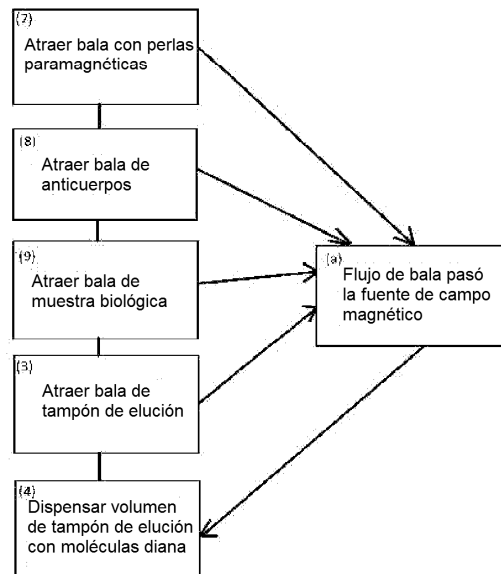 (7)
Atraer bala con perlas
paramagnéticas
(8)
Atraer bala de
anticuerpos
(9)
Atraer bala de
muestra biológica
(a)
Flujo de bala pasó
la fuente de campo
magnético
(3)
Atraer bala de
tampón de elución
(4)
Dispensar volumen
de tampón de elución
con moléculas diana